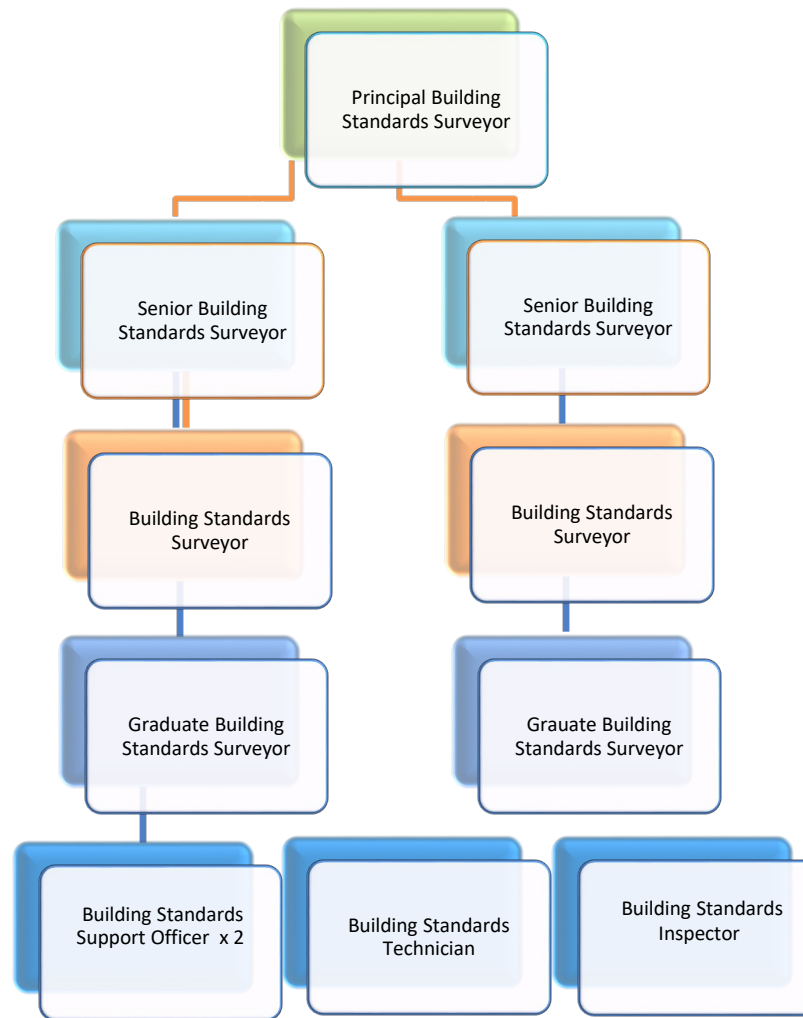 Principal Building
Standards Surveyor
Senior Building
Standards Surveyor
Senior Building
Standards Surveyor
Building Standards
Surveyor
Building Standards
Surveyor
Graduate Building
Standards Surveyor
Grauate Building
Standards Surveyor
Building Standards
Support Officer x 2
Building Standards
Technician
Building Standards
Inspector